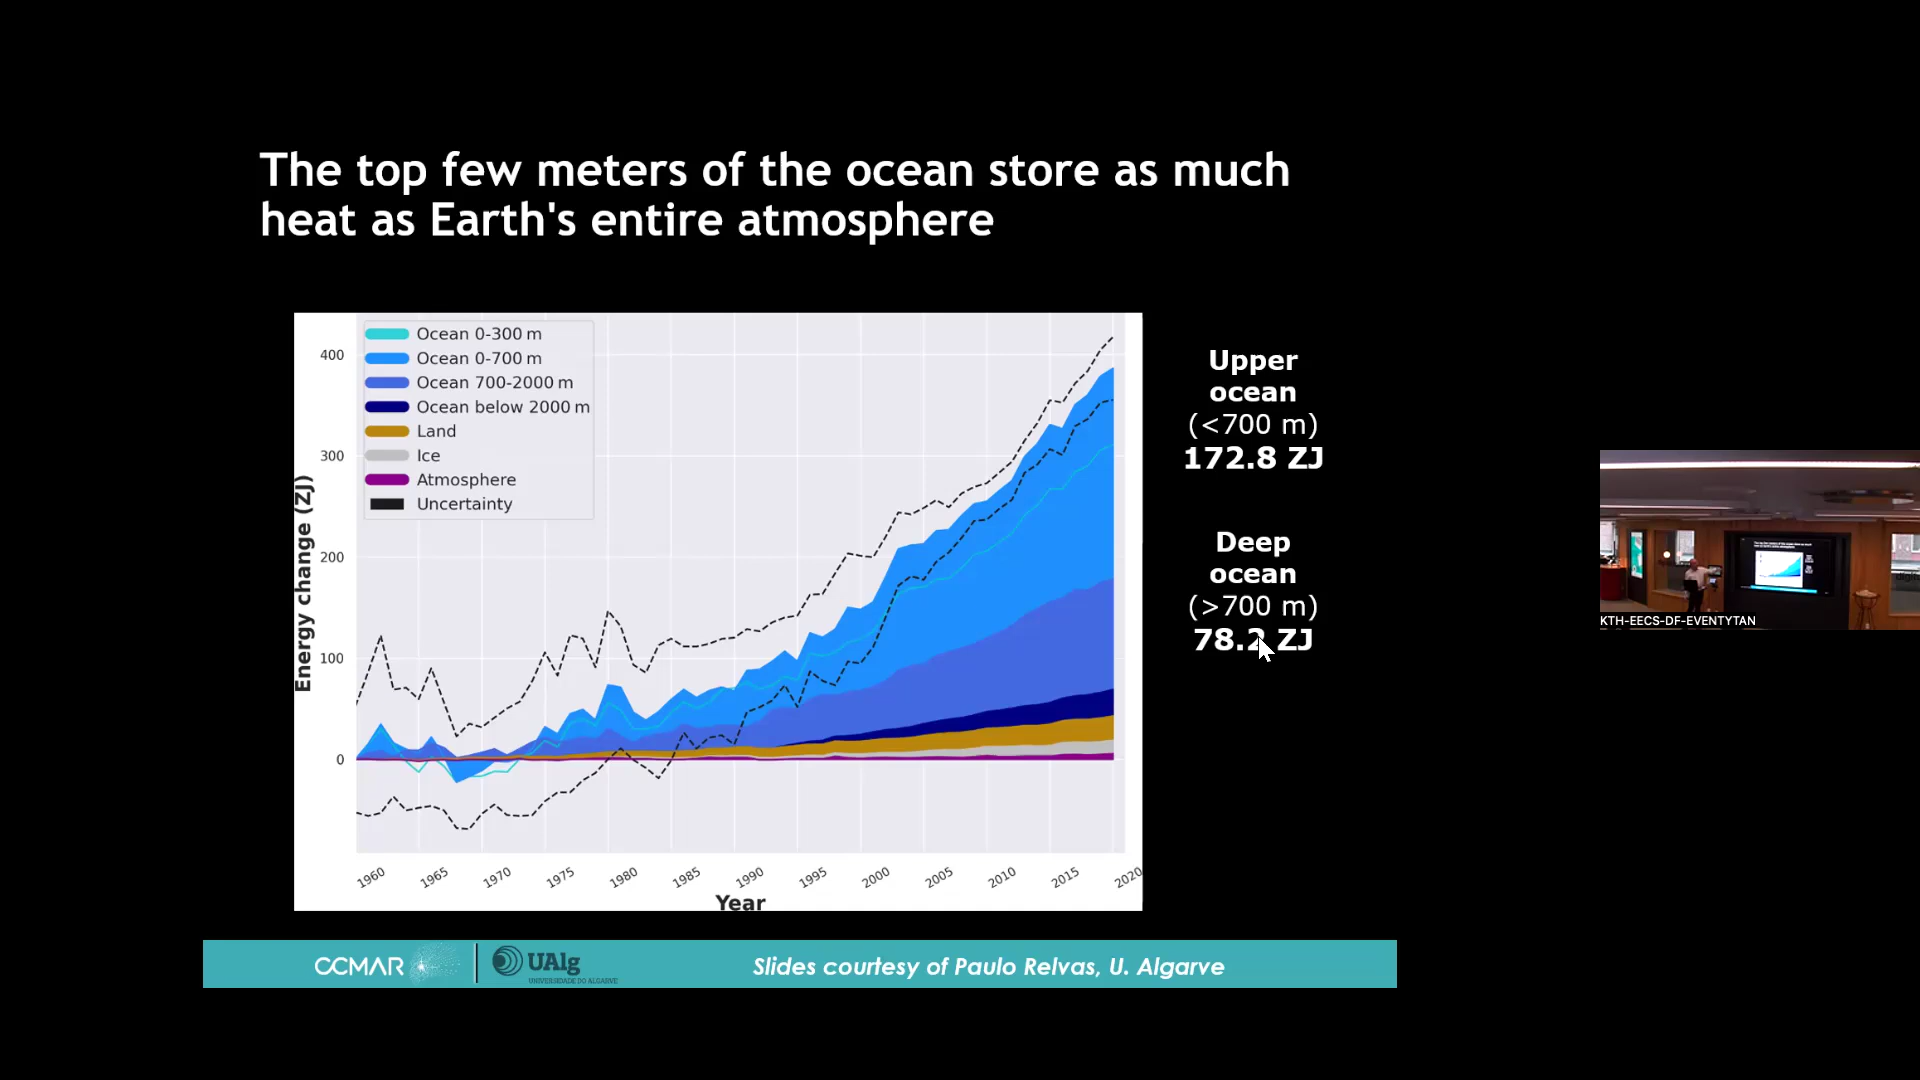 The top few meters of the ocean store as much
heat as Earth's entire atmosphere
Ocean 0-300 m
Ocean 0-700 m
Ocean 700-2000 m
Ocean below 2000 m
Land
Ice
Atmosphere
Uncertainty
Energy change (ZJ)
400
300
200
100
0
1960 1965 1970 1975 1980 1985 1990 1995 2000 2005 2010 2015 2020
Year
Upper
ocean
(<700 m)
172.8 ZJ
Deep
ocean
(>700 m)
78.2 ZJ
KTH-EECS-DF-EVENTYTAN
CCMAR
UAlg
UNIVERSIDADE DO ALGARVE
Slides courtesy of Paulo Relvas, U. Algarve